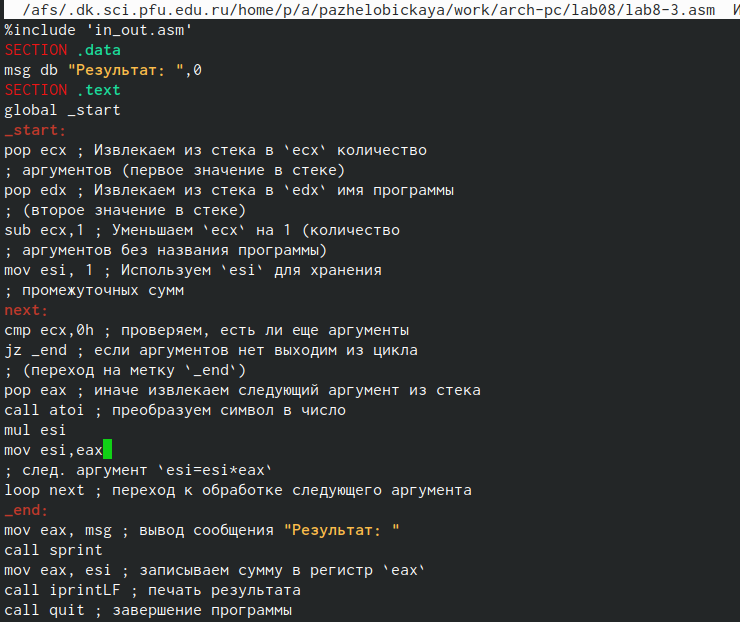 /afs/.dk.sci.pfu.edu.ru/home/p/a/pazhelobickaya/work/arch-pc/lab08/lab8-3.asm
%include 'in_out.asm'
SECTION .data
msg db "Результат: ",0
SECTION .text
global _start
_start:
pop ecx ; Извлекаем из стека в `ecx` количество
; аргументов (первое значение в стеке)
pop edx ; Извлекаем из стека в `edx` имя программы
; (второе значение в стеке)
sub ecx,1 ; Уменьшаем `ecx` на 1 (количество
; аргументов без названия программы)
mov esi, 1 ; Используем `esi` для хранения
; промежуточных сумм
next:
cmp ecx,0h ; проверяем, есть ли еще аргументы
jz _end ; если аргументов нет выходим из цикла
; (переход на метку `_end`)
pop eax ; иначе извлекаем следующий аргумент из стека
call atoi ; преобразуем символ в число
mul esi
mov esi,eax
; след. аргумент `esi=esi*eax`
loop next ; переход к обработке следующего аргумента
_end:
mov eax, msg ; вывод сообщения "Результат: "
call sprint
mov eax, esi ; записываем сумму в регистр `eax`
call iprintLF ; печать результата
call quit ; завершение программы